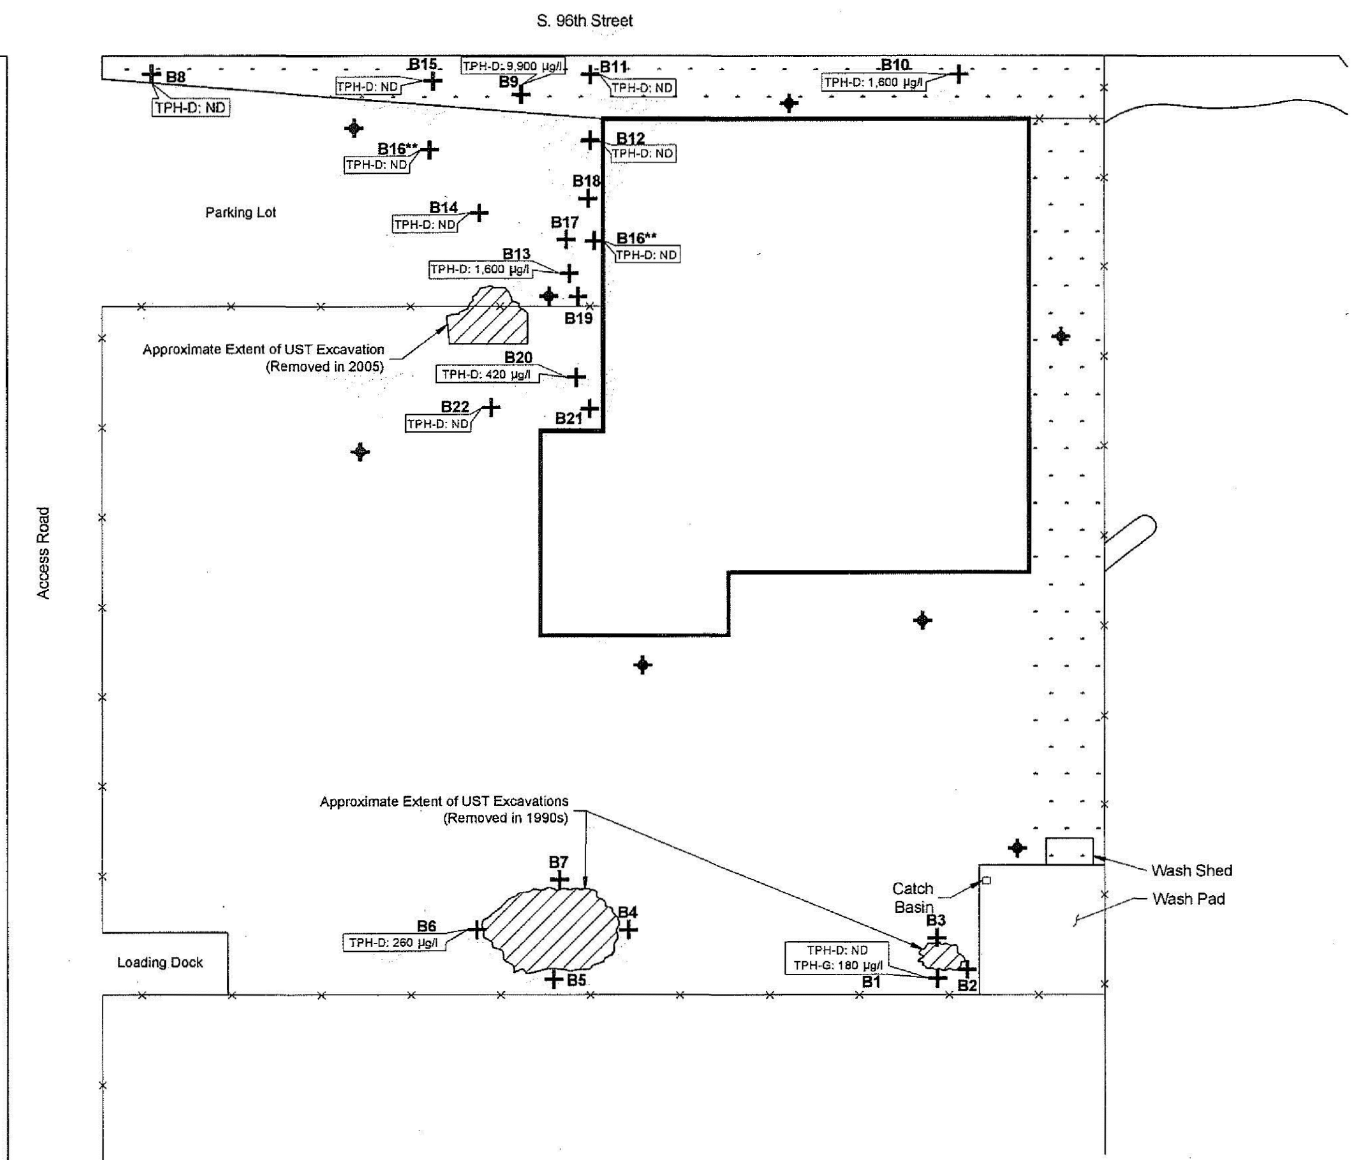 S. 96th Street
B8
TPH-D: ND
B15
TPH-D: ND
TPH-D: 9,900 µg/l
B9
B11
TPH-D: ND
B10
TPH-D: 1,600 µg/l
B16**
TPH-D: ND
B12
TPH-D: ND
B18
Parking Lot
B14
TPH-D: ND
B17
B16**
TPH-D: ND
B13
TPH-D: 1,600 µg/l
B19
Approximate Extent of UST Excavation
(Removed in 2005)
B20
TPH-D: 420 µg/l
B22
TPH-D: ND
B21
Access Road
Approximate Extent of UST Excavations
(Removed in 1990s)
B7
B6
TPH-D: 260 µg/l
B4
B5
Loading Dock
Catch
Basin
B3
TPH-D: ND
TPH-G: 180 µg/l
B1
B2
Wash Shed
Wash Pad